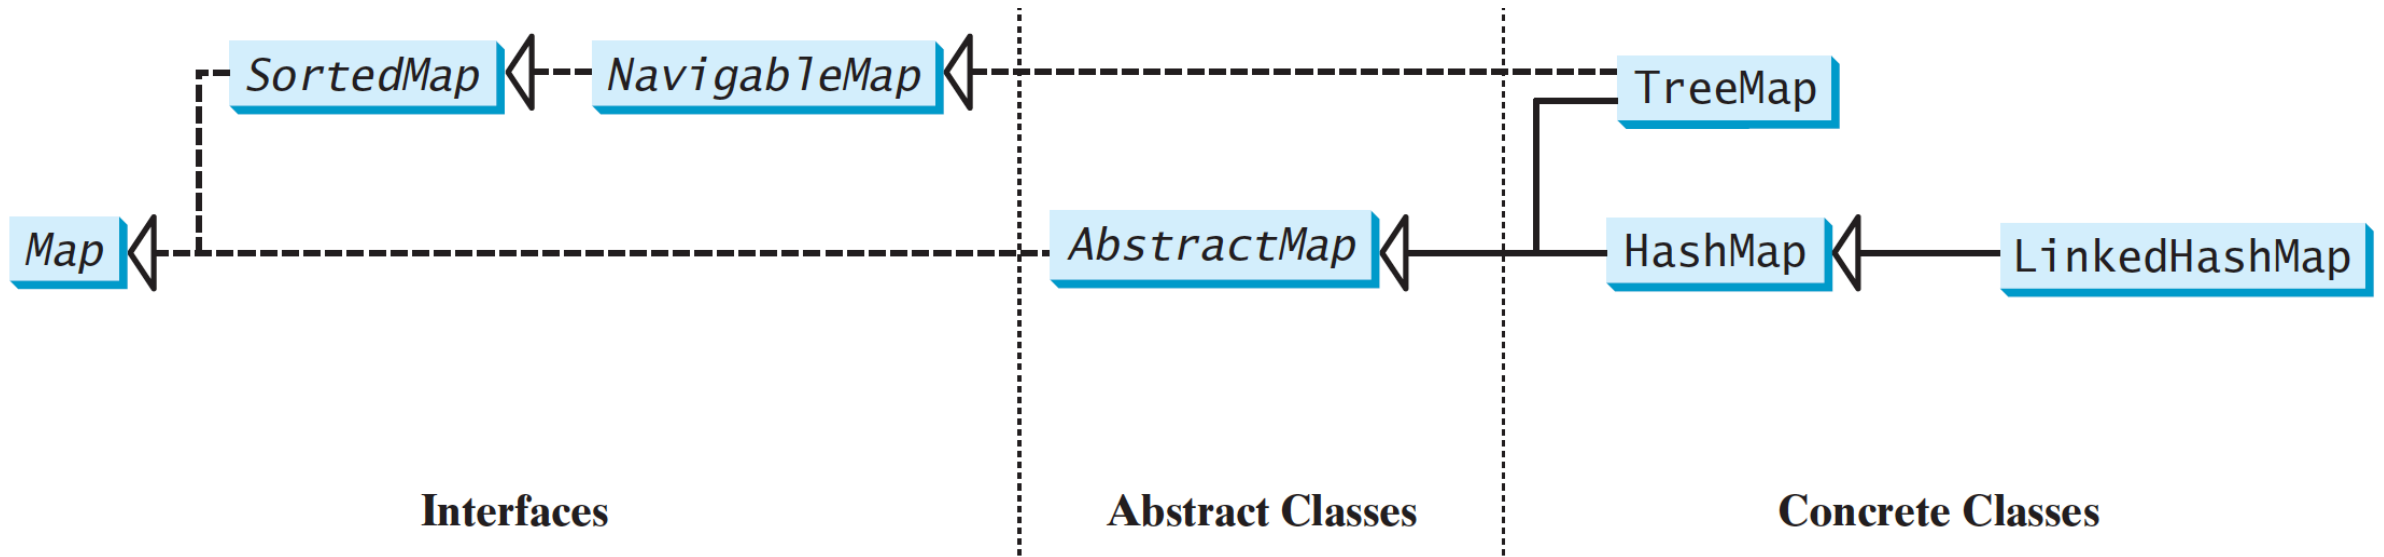 SortedMap
NavigableMap
TreeMap
Map
AbstractMap
HashMap
LinkedHashMap
Interfaces
Abstract Classes
Concrete Classes